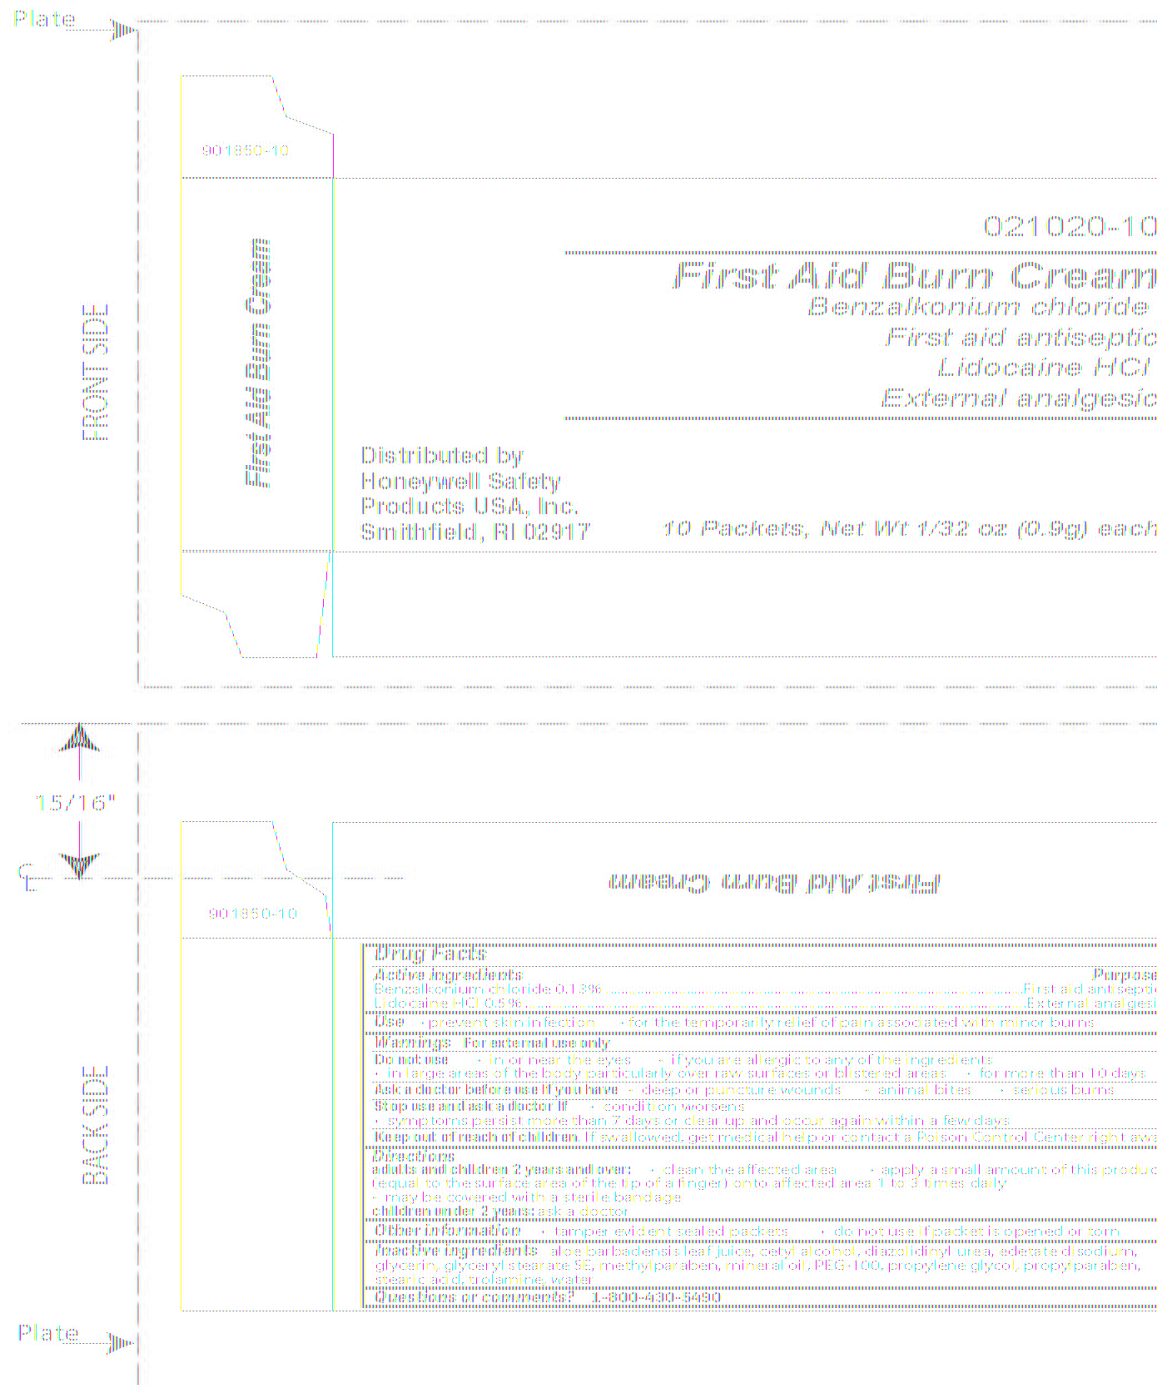 Plate
901850-10
021020-10
First Aid Burn Cream
Benzalkonium chloride
First aid antiseptic
Lidocaine HCl
External analgesic
First Aid Burn Cream
FRONT SIDE
Distributed by
Honeywell Safety
Products USA, Inc.
Smithfield, RI 02917
10 Packets, Net Wt 1/32 oz (0.9g) each
15/16"
CL
First Aid Burn Cream
901850-10
BACK SIDE
Drug Facts
Active ingredients Purpose
Benzalkonium chloride 0.13% First aid antisepti
Lidocaine HCl 0.5% External analgesi
Use • prevent skin infection • for the temporarily relief of pain associated with minor burns
Warnings For external use only
Do not use • in or near the eyes • if you are allergic to any of the ingredients
• in large areas of the body particularly over raw surfaces or blistered areas • for more than 10 days
Ask a doctor before use if you have • deep or puncture wounds • animal bites • serious burns
Stop use and ask a doctor if • condition worsens
• symptoms persist more than 7 days or clear up and occur again within a few days
Keep out of reach of children. If swallowed, get medical help or contact a Poison Control Center right awa
Directions
adults and children 2 years and over: • clean the affected area • apply a small amount of this produc
(equal to the surface area of the tip of a finger) onto affected area 1 to 3 times daily
• may be covered with a sterile bandage
children under 2 years: ask a doctor
Other information • tamper evident sealed packets • do not use if packet is opened or torn
Inactive ingredients aloe barbadensis leaf juice, cetyl alcohol, diazolidinyl urea, edetate disodium,
glycerin, glyceryl stearate SE, methylparaben, mineral oil, PEG-100, propylene glycol, propylparaben,
stearic acid, trolamine, water
Questions or comments? 1-800-430-5490
Plate